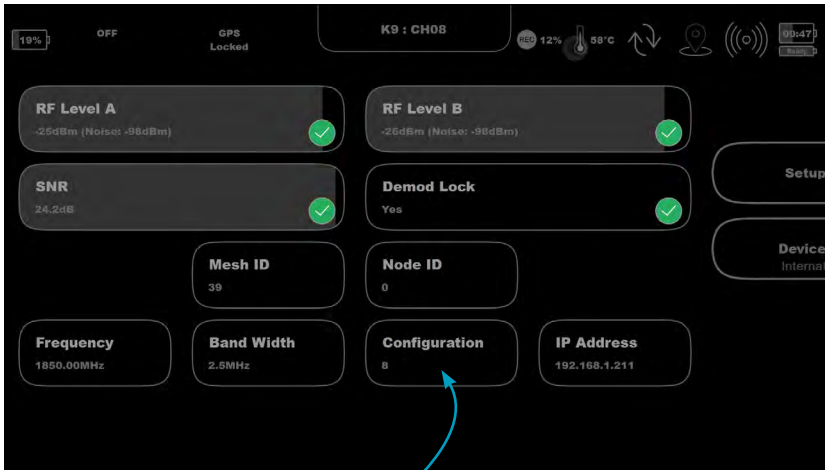 19%
OFF
GPS
Locked
K9 : CH08
REC 12%
58°C
09:47
Ready
RF Level A
-25dBm (Noise: -98dBm)
RF Level B
-26dBm (Noise: -98dBm)
SNR
24.2dB
Demod Lock
Yes
Setup
Mesh ID
39
Node ID
0
Device
Internal
Frequency
1850.00MHz
Band Width
2.5MHz
Configuration
8
IP Address
192.168.1.211